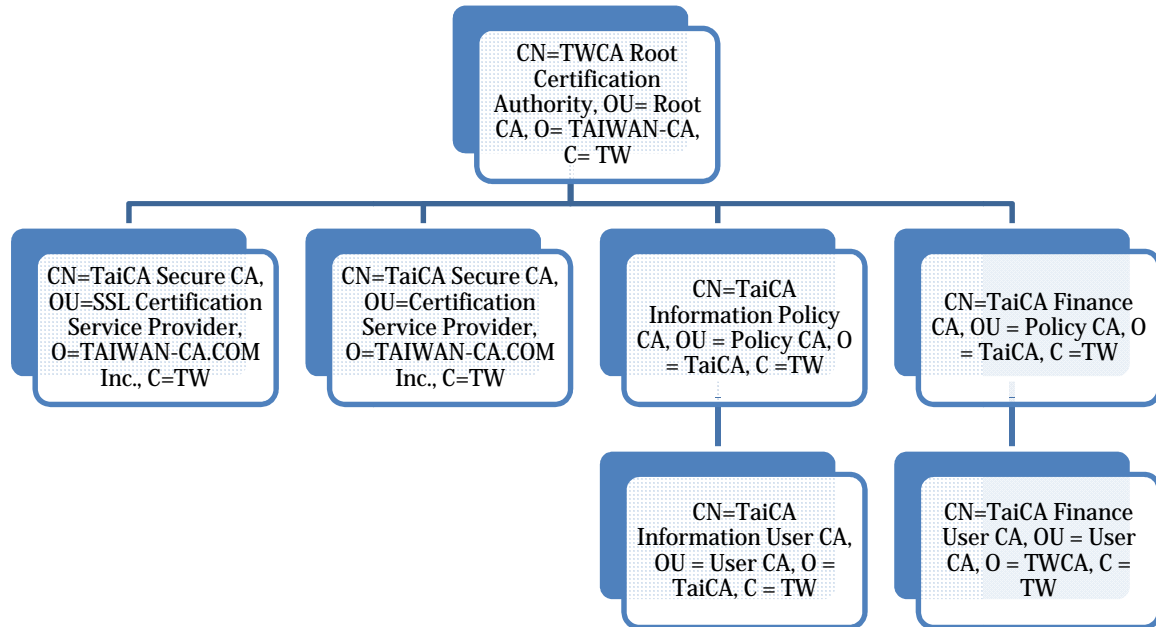 CN=TWCA Root
Certification
Authority, OU= Root
CA, O= TAIWAN-CA,
C= TW
CN=TaiCA Secure CA,
OU=SSL Certification
Service Provider,
O=TAIWAN-CA.COM
Inc., C=TW
CN=TaiCA Secure CA,
OU=Certification
Service Provider,
O=TAIWAN-CA.COM
Inc., C=TW
CN=TaiCA
Information Policy
CA, OU = Policy CA, O
= TaiCA, C =TW
CN=TaiCA Finance
CA, OU = Policy CA, O
= TaiCA, C =TW
CN=TaiCA
Information User CA,
OU = User CA, O =
TaiCA, C = TW
CN=TaiCA Finance
User CA, OU = User
CA, O = TWCA, C =
TW